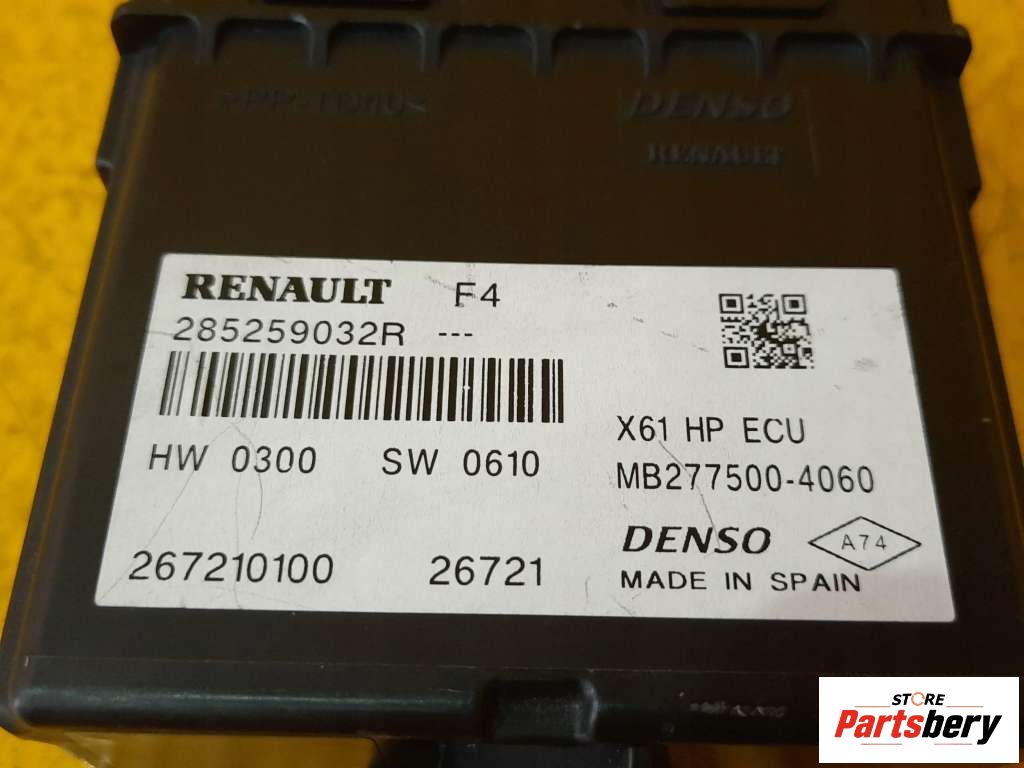 DENSO
RENAULT
RENAULT F4
285259032R ---
HW 0300 SW 0610
X61 HP ECU
MB277500-4060
267210100 26721
DENSO A74
MADE IN SPAIN
STORE
Partsbery